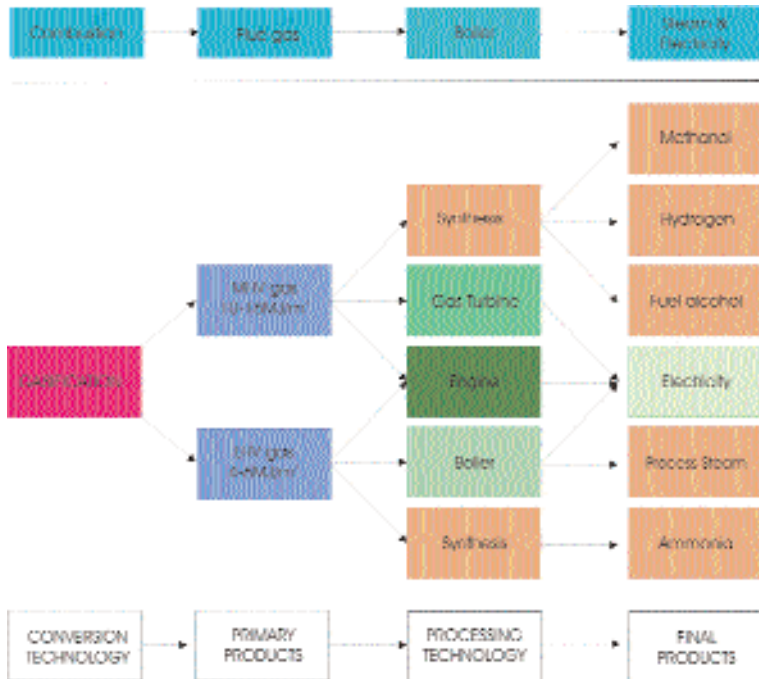 Combustion
Flue gas
Boiler
Steam &
Electricity
Methanol
Synthesis
Hydrogen
MHV gas
Gas Turbine
Fuel alcohol
GASIFICATION
Engine
Electricity
LHV gas
Boiler
Process Steam
Synthesis
Ammonia
CONVERSION
TECHNOLOGY
PRIMARY
PRODUCTS
PROCESSING
TECHNOLOGY
FINAL
PRODUCTS